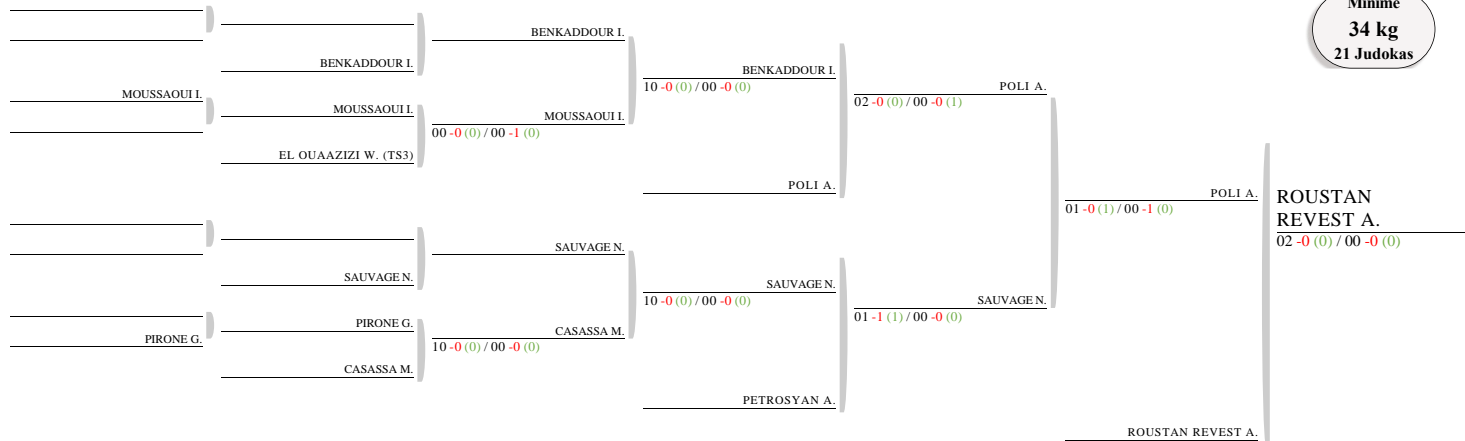 Minime
34 kg
21 Judokas
BENKADDOUR I.
BENKADDOUR I.
BENKADDOUR I.
10 -0 (0) / 00 -0 (0)
MOUSSAOUI I.
MOUSSAOUI I.
MOUSSAOUI I.
00 -0 (0) / 00 -1 (0)
EL OUAAZIZI W. (TS3)
POLI A.
02 -0 (0) / 00 -0 (1)
POLI A.
POLI A.
01 -0 (1) / 00 -1 (0)
ROUSTAN
REVEST A.
02 -0 (0) / 00 -0 (0)
SAUVAGE N.
SAUVAGE N.
SAUVAGE N.
10 -0 (0) / 00 -0 (0)
SAUVAGE N.
01 -1 (1) / 00 -0 (0)
PIRONE G.
PIRONE G.
CASASSA M.
10 -0 (0) / 00 -0 (0)
CASASSA M.
PETROSYAN A.
ROUSTAN REVEST A.